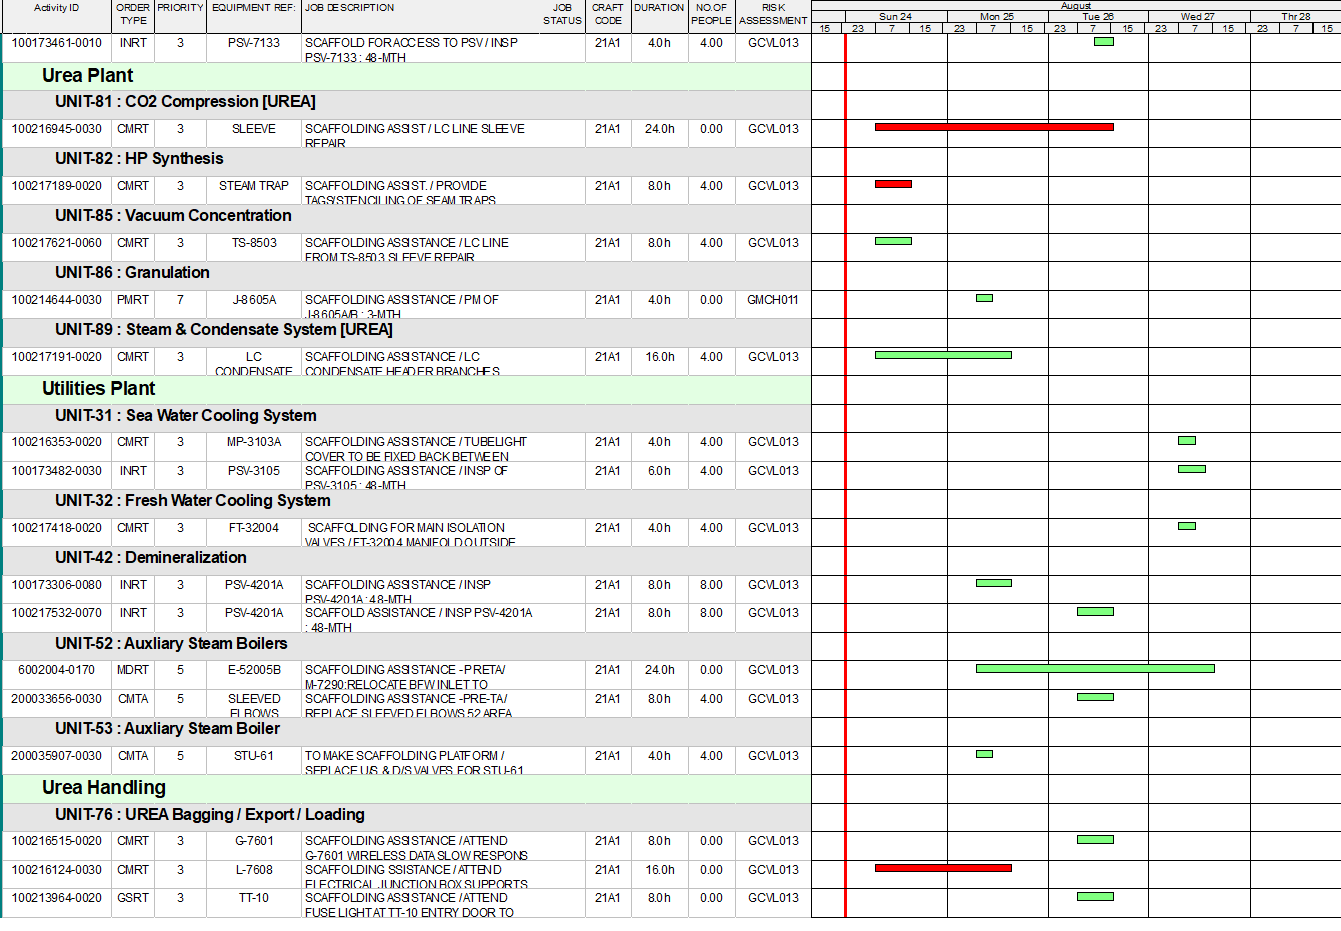 August
Activity ID ORDER TYPE PRIORITY EQUIPMENT REF: JOB DESCRIPTION JOB STATUS CRAFT CODE DURATION NO.OF PEOPLE RISK ASSESSMENT Sun 24 Mon 25 Tue 26 Wed 27 Thr 28
15 23 7 15 23 7 15 23 7 15 23 7 15 23 7 15
100173461-0010 INRT 3 PSV-7133 SCAFFOLD FOR ACCESS TO PSV / INSP 21A1 4.0h 4.00 GCVL013
PSV-7133 : 48-MTH
Urea Plant
UNIT-81 : CO2 Compression [UREA]
100216945-0030 CMRT 3 SLEEVE SCAFFOLDING ASSIST / LC LINE SLEEVE 21A1 24.0h 0.00 GCVL013
REPAIR
UNIT-82 : HP Synthesis
100217189-0020 CMRT 3 STEAM TRAP SCAFFOLDING ASSIST. / PROVIDE 21A1 8.0h 4.00 GCVL013
TAGS/STENCILING OF SEAM TRAPS
UNIT-85 : Vacuum Concentration
100217621-0060 CMRT 3 TS-8503 SCAFFOLDING ASSISTANCE / LC LINE 21A1 8.0h 4.00 GCVL013
FROM TS-8503 SLEEVE REPAIR
UNIT-86 : Granulation
100214644-0030 PMRT 7 J-8605A SCAFFOLDING ASSISTANCE / PM OF 21A1 4.0h 0.00 GMCH011
J-8605A/B : 3-MTH
UNIT-89 : Steam & Condensate System [UREA]
100217191-0020 CMRT 3 LC SCAFFOLDING ASSISTANCE / LC 21A1 16.0h 4.00 GCVL013
CONDENSATE CONDENSATE HEADER BRANCHES
Utilities Plant
UNIT-31 : Sea Water Cooling System
100216353-0020 CMRT 3 MP-3103A SCAFFOLDING ASSISTANCE / TUBELIGHT 21A1 4.0h 4.00 GCVL013
COVER TO BE FIXED BACK BETWEEN
100173482-0030 INRT 3 PSV-3105 SCAFFOLDING ASSISTANCE / INSP OF 21A1 6.0h 4.00 GCVL013
PSV-3105 : 48-MTH
UNIT-32 : Fresh Water Cooling System
100217418-0020 CMRT 3 FT-32004 SCAFFOLDING FOR MAIN ISOLATION 21A1 4.0h 4.00 GCVL013
VALVES / FT-32004 MANIFOLD OUTSIDE
UNIT-42 : Demineralization
100173306-0080 INRT 3 PSV-4201A SCAFFOLDING ASSISTANCE / INSP 21A1 8.0h 8.00 GCVL013
PSV-4201A : 48-MTH
100217532-0070 INRT 3 PSV-4201A SCAFFOLD ASSISTANCE / INSP PSV-4201A 21A1 8.0h 8.00 GCVL013
: 48-MTH
UNIT-52 : Auxliary Steam Boilers
6002004-0170 MDRT 5 E-52005B SCAFFOLDING ASSISTANCE - PRETA/ 21A1 24.0h 0.00 GCVL013
M-7290:RELOCATE BFW INLET TO
200033656-0030 CMTA 5 SLEEVED SCAFFOLDING ASSISTANCE -PRE-TA / 21A1 8.0h 4.00 GCVL013
ELBOWS REPLACE SLEEVED ELBOWS 52 AREA
UNIT-53 : Auxliary Steam Boiler
200035907-0030 CMTA 5 STU-61 TO MAKE SCAFFOLDING PLATFORM / 21A1 4.0h 4.00 GCVL013
SEPLACE U/S & D/S VALVES FOR STU-61
Urea Handling
UNIT-76 : UREA Bagging / Export / Loading
100216515-0020 CMRT 3 G-7601 SCAFFOLDING ASSISTANCE / ATTEND 21A1 8.0h 0.00 GCVL013
G-7601 WIRELESS DATA SLOW RESPONS
100216124-0030 CMRT 3 L-7608 SCAFFOLDING SSISTANCE / ATTEND 21A1 16.0h 0.00 GCVL013
ELECTRICAL JUNCTION BOX SUPPORTS
100213964-0020 GSRT 3 TT-10 SCAFFOLDING ASSISTANCE / ATTEND 21A1 8.0h 0.00 GCVL013
FUSE LIGHT AT TT-10 ENTRY DOOR TO